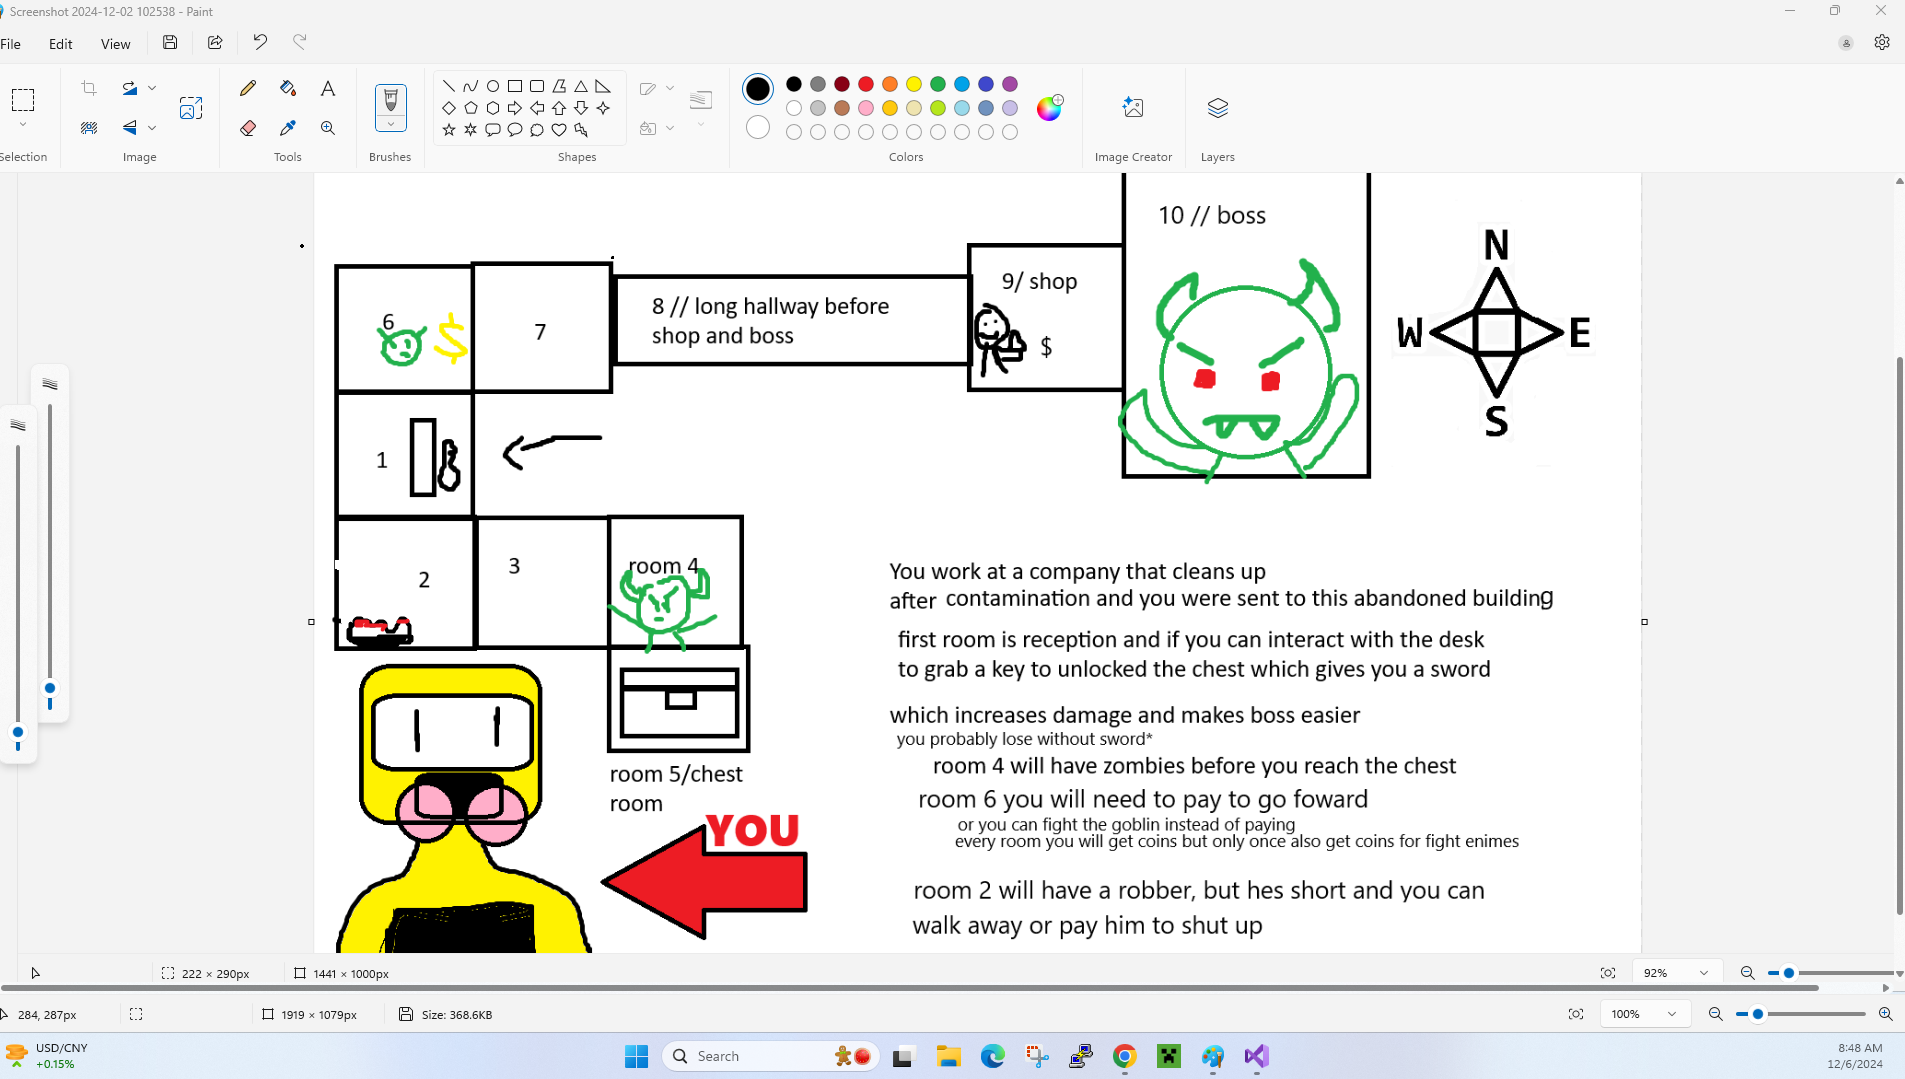 Screenshot 2024-12-02 102538 - Paint
File
Edit
View
Selection
Image
Tools
Brushes
Shapes
Colors
Image Creator
Layers
10 // boss
N
W
E
S
9/ shop
$
8 // long hallway before
shop and boss
6
$
7
1
2
3
room 4
room 5/chest
room
YOU
You work at a company that cleans up
after contamination and you were sent to this abandoned building
first room is reception and if you can interact with the desk
to grab a key to unlocked the chest which gives you a sword
which increases damage and makes boss easier
you probably lose without sword*
room 4 will have zombies before you reach the chest
room 6 you will need to pay to go foward
or you can fight the goblin instead of paying
every room you will get coins but only once also get coins for fight enimes
room 2 will have a robber, but hes short and you can
walk away or pay him to shut up
222 × 290px
1441 × 1000px
92%
284, 287px
1919 × 1079px
Size: 368.6KB
100%
USD/CNY
+0.15%
Search
8:48 AM
12/6/2024